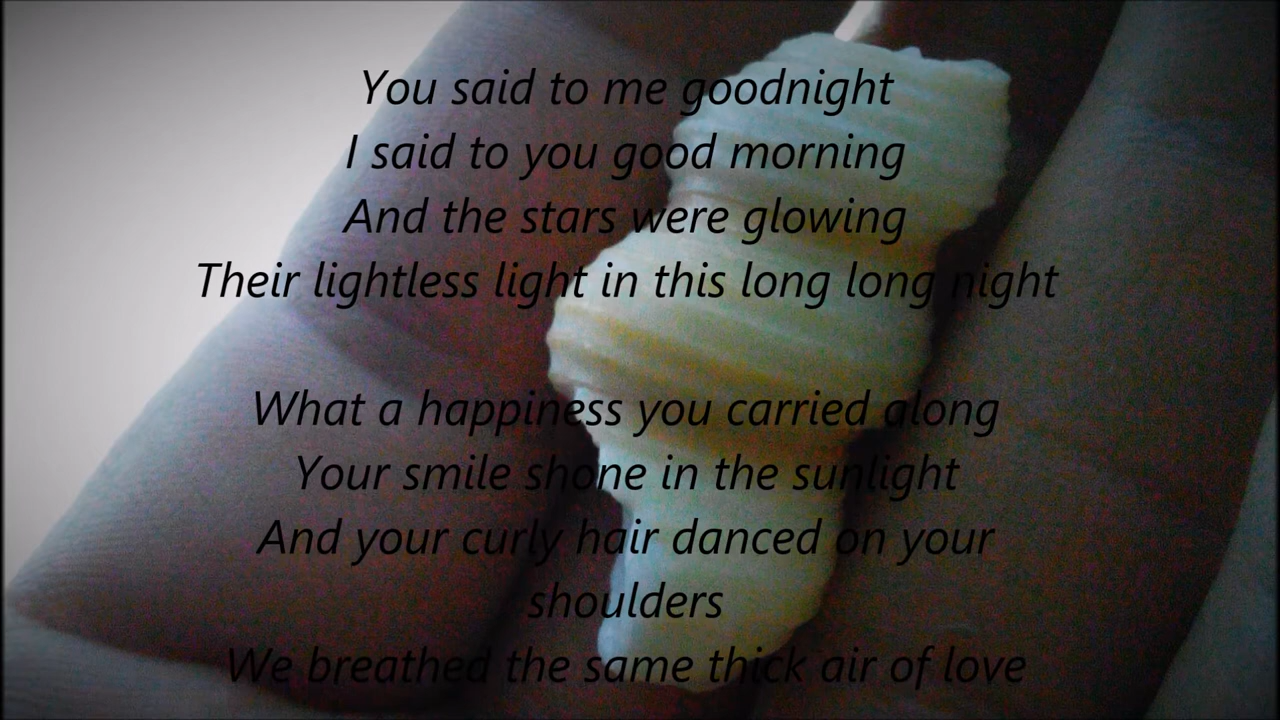 You said to me goodnight
I said to you good morning
And the stars were glowing
Their lightless light in this long long night
What a happiness you carried along
Your smile shone in the sunlight
And your curly hair danced on your
shoulders
We breathed the same thick air of love